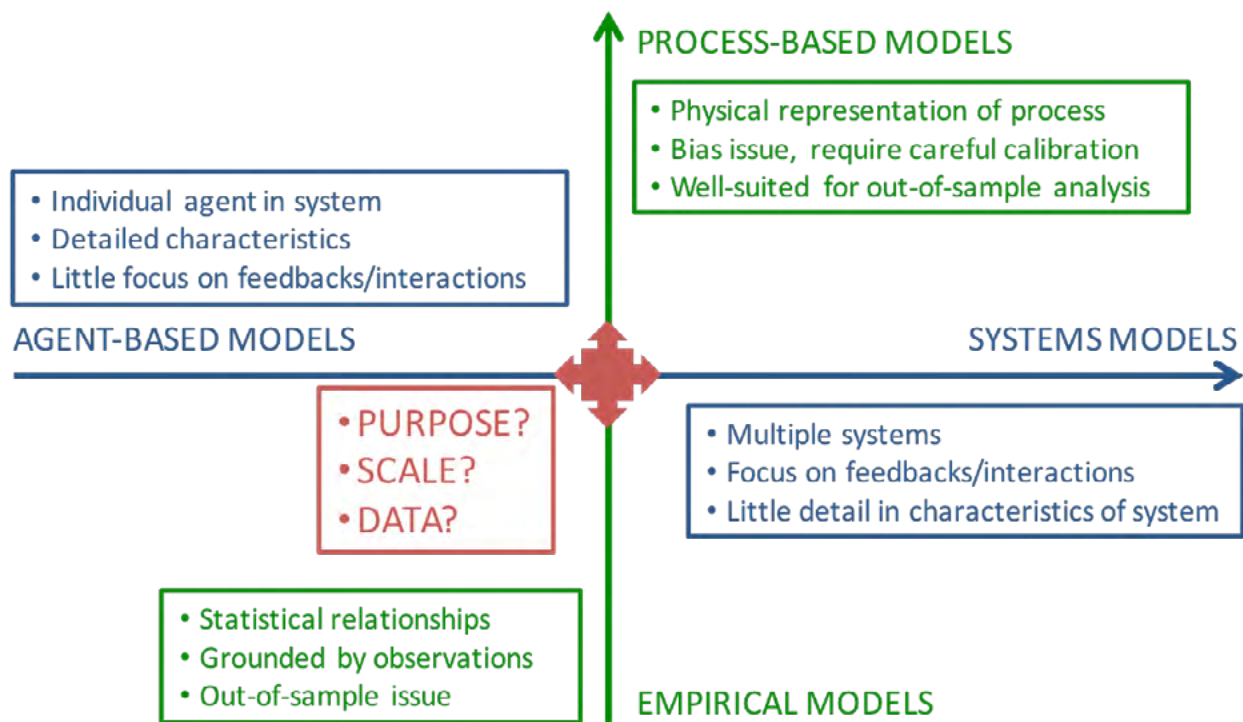 PROCESS-BASED MODELS
• Physical representation of process
• Bias issue, require careful calibration
• Well-suited for out-of-sample analysis
• Individual agent in system
• Detailed characteristics
• Little focus on feedbacks/interactions
AGENT-BASED MODELS
SYSTEMS MODELS
• PURPOSE?
• SCALE?
• DATA?
• Multiple systems
• Focus on feedbacks/interactions
• Little detail in characteristics of system
• Statistical relationships
• Grounded by observations
• Out-of-sample issue
EMPIRICAL MODELS